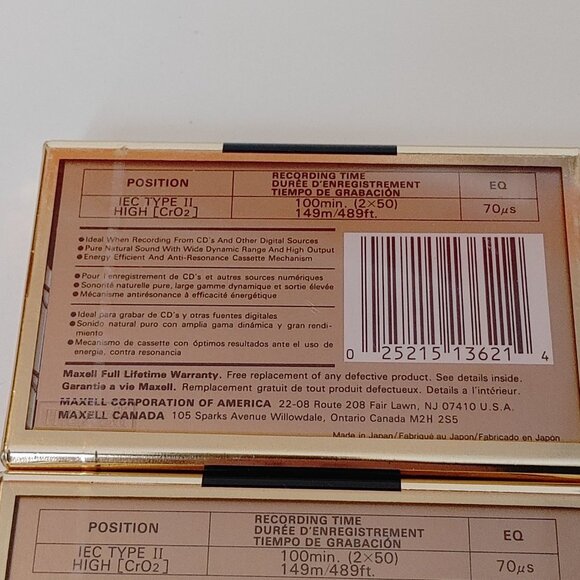 POSITION RECORDING TIME EQ
DURÉE D'ENREGISTREMENT
TIEMPO DE GRABACIÓN
IEC TYPE II 100min. (2×50) 70μs
HIGH [CrO2] 149m/489ft.
● Ideal When Recording From CD's And Other Digital Sources
● Pure Natural Sound With Wide Dynamic Range And High Output
● Energy Efficient And Anti-Resonance Cassette Mechanism
● Pour l'enregistrement de CD's et autres sources numériques
● Sonorité naturelle pure, large gamme dynamique et sortie élevée
● Mécanisme antirésonance à efficacité énergétique
● Ideal para grabar de CD's y otras fuentes digitales
● Sonido natural puro con amplia gama dinámica y gran rendi-
miento
● Mecanismo de cassette con óptimos resultados ante el uso de
energía, contra resonancia
0 25215 13621 4
Maxell Full Lifetime Warranty. Free replacement of any defective product. See details inside.
Garantie a vie Maxell. Remplacement gratuit de tout produit defectueux. Details a l'intérieur.
MAXELL CORPORATION OF AMERICA 22-08 Route 208 Fair Lawn, NJ 07410 U.S.A.
MAXELL CANADA 105 Sparks Avenue Willowdale, Ontario Canada M2H 2S5
Made in Japan/Fabriqué au Japon/Fabricado en Japón
POSITION RECORDING TIME EQ
DURÉE D'ENREGISTREMENT
TIEMPO DE GRABACIÓN
IEC TYPE II 100min. (2×50) 70μs
HIGH [CrO2] 149m/489ft.